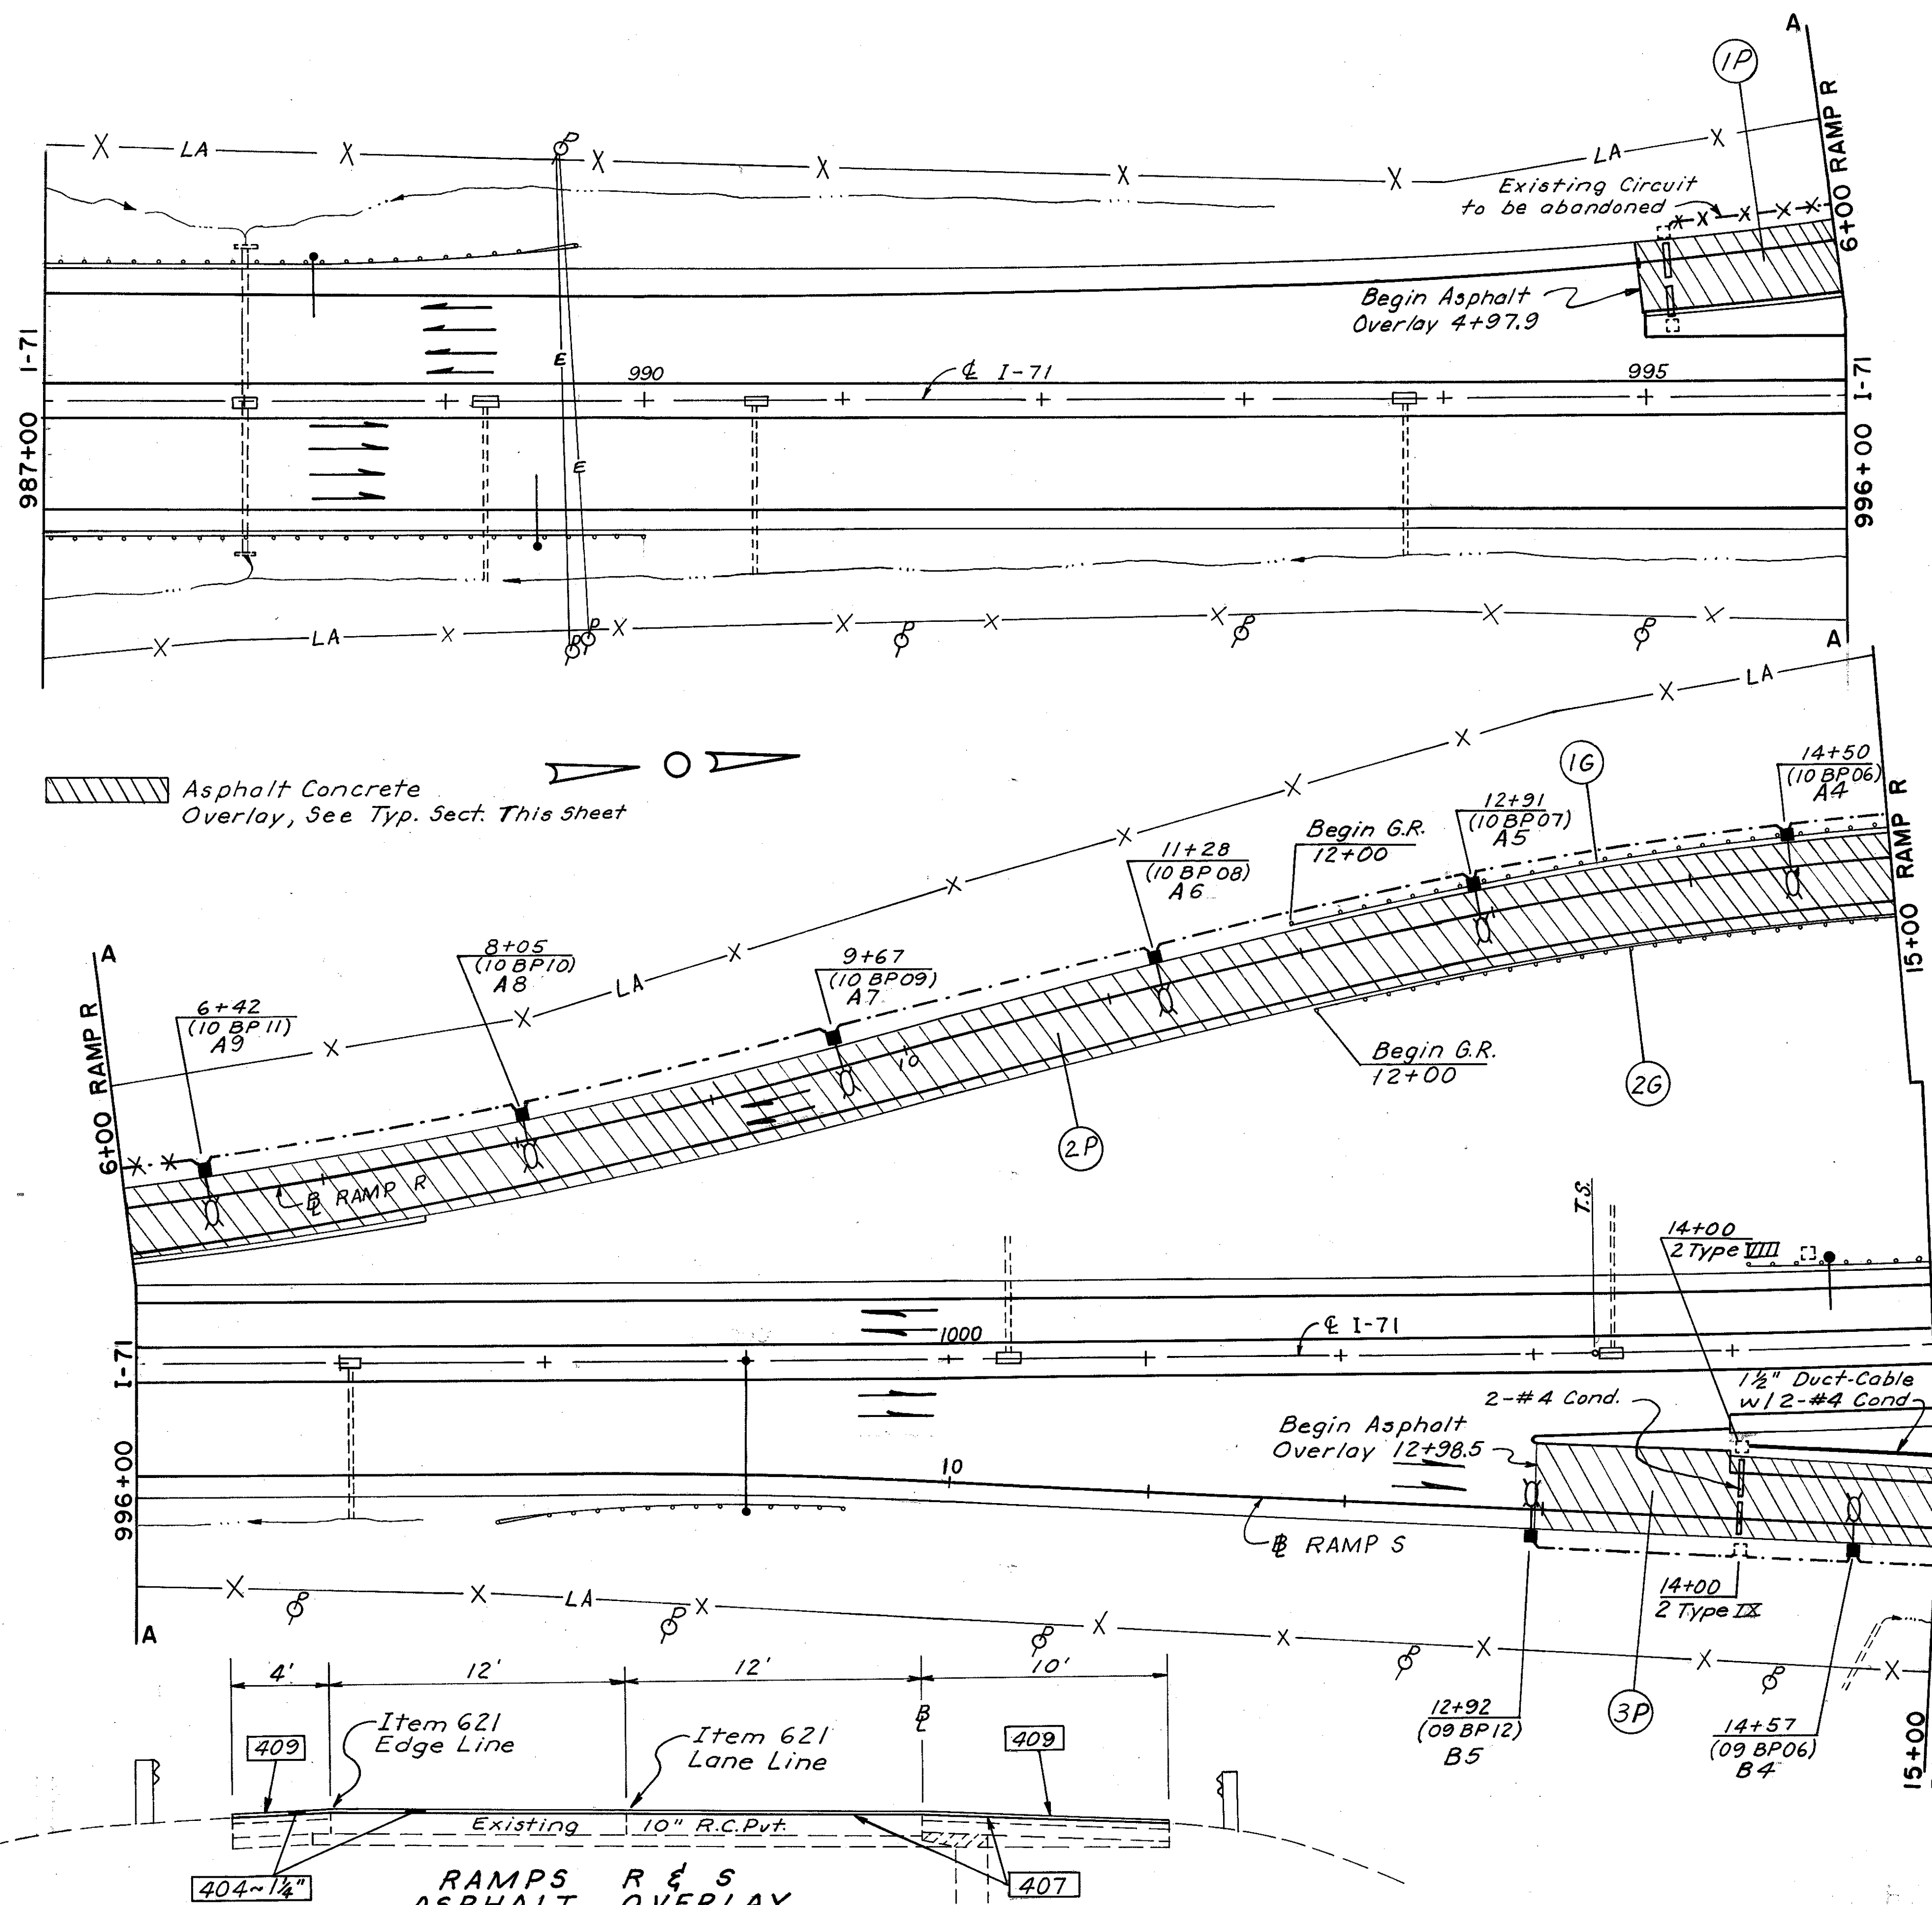 A
1P
6+00 RAMP R
LA
P
LA
Existing Circuit
to be abandoned
Begin Asphalt
Overlay 4+97.9
I-71
987+00
E
E
990
℄ I-71
995
I-71
996+00
LA
P
P
P
P
P
A
LA
Asphalt Concrete
Overlay, See Typ. Sect. This Sheet
1G
14+50
(10 BP06)
A4
12+91
(10 BP07)
A5
Begin G.R.
12+00
11+28
(10 BP 08)
A6
15+00 RAMP R
A
8+05
(10 BP10)
A8
9+67
(10 BP09)
A7
LA
6+42
(10 BP 11)
A9
6+00 RAMP R
10
Begin G.R.
12+00
2G
2P
B̲L RAMP R
T.S.
14+00
2 Type VIII
1000
℄ I-71
I-71
996+00
1½" Duct-Cable
w/ 2-#4 Cond
2-#4 Cond.
Begin Asphalt
Overlay 12+98.5
10
BL RAMP S
14+00
2 Type IX
LA
P
P
P
P
P
A
12+92
(09 BP12)
B5
3P
14+57
(09 BP06)
B4
15+00
4'
12'
12'
10'
BL
409
Item 621
Edge Line
Item 621
Lane Line
409
Existing 10" R.C.Pvt.
404~1¼"
407
RAMPS R & S
ASPHALT OVERLAY